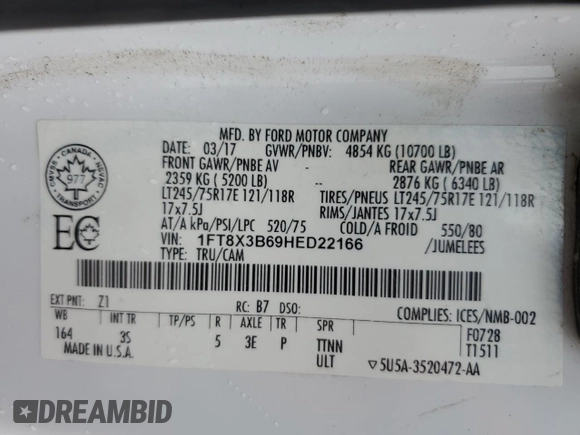 MFD. BY FORD MOTOR COMPANY
DATE: 03/17 GVWR/PNBV: 4854 KG (10700 LB)
FRONT GAWR/PNBE AV REAR GAWR/PNBE AR
2359 KG ( 5200 LB) -- 2876 KG ( 6340 LB)
LT245/75R17E 121/118R TIRES/PNEUS LT245/75R17E 121/118R
17x7.5J RIMS/JANTES 17x7.5J
AT/A kPa/PSI/LPC 520/75 COLD/A FROID 550/80
VIN: 1FT8X3B69HED22166 /JUMELEES
TYPE: TRU/CAM
CMVSS CANADA NSVAC
977
EC
EXT PNT: Z1 RC: B7 DSO: COMPLIES: ICES/NMB-002
WB INT TR TP/PS R AXLE TR SPR F0728
164 3S 5 3E P TTNN T1511
MADE IN U.S.A. ULT ▽5U5A-3520472-AA
DREAMBID